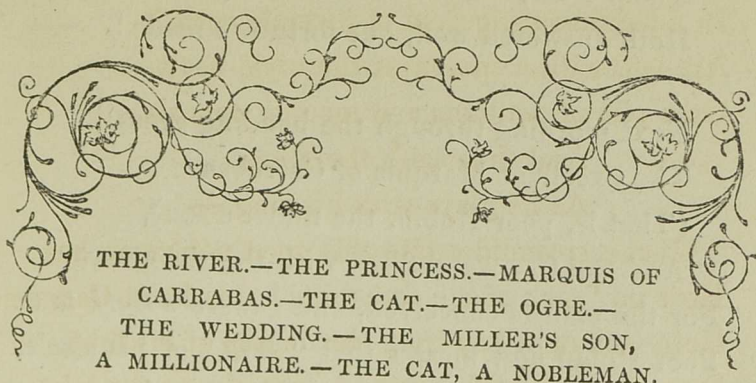 THE RIVER.—THE PRINCESS.—MARQUIS OF
CARRABAS.—THE CAT.—THE OGRE.—
THE WEDDING.—THE MILLER'S SON,
A MILLIONAIRE.—THE CAT, A NOBLEMAN.